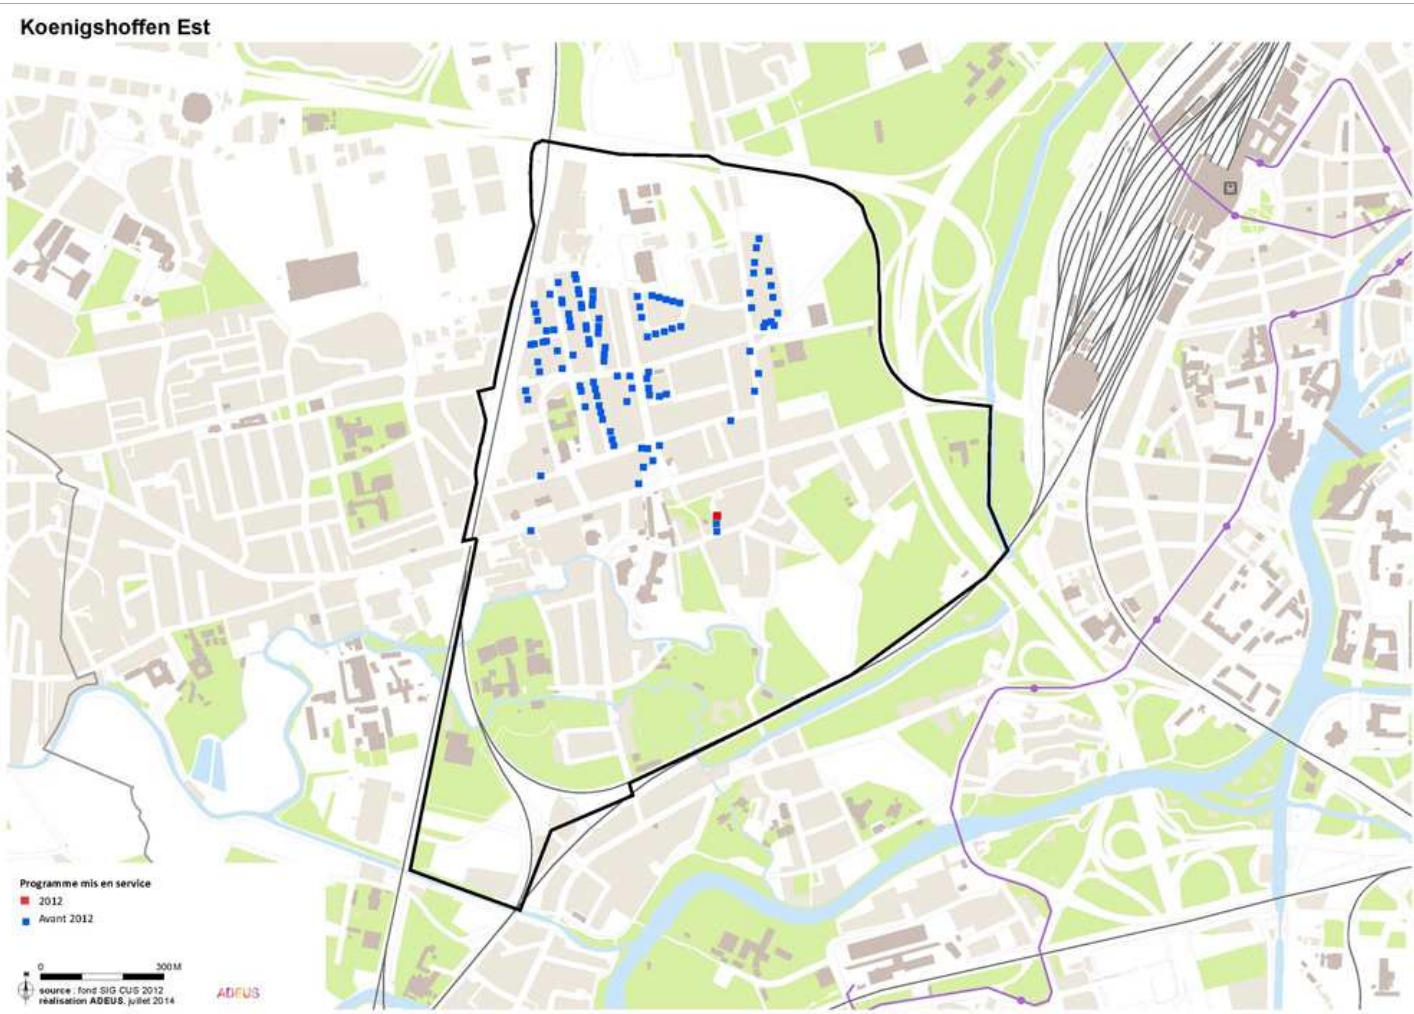 Koenigshoffen Est
Programme mis en service
2012
Avant 2012
0 300 M
N
source : fond SIG CUS 2012
réalisation ADEUS, juillet 2014
ADEUS